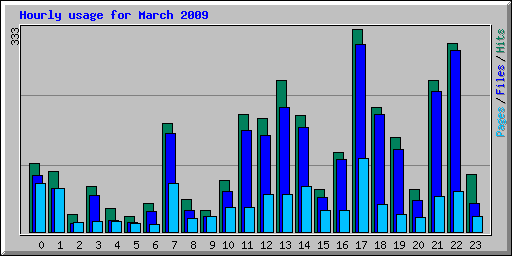 Hourly usage for March 2009
333
Pages / Files / Hits
0 1 2 3 4 5 6 7 8 9 10 11 12 13 14 15 16 17 18 19 20 21 22 23